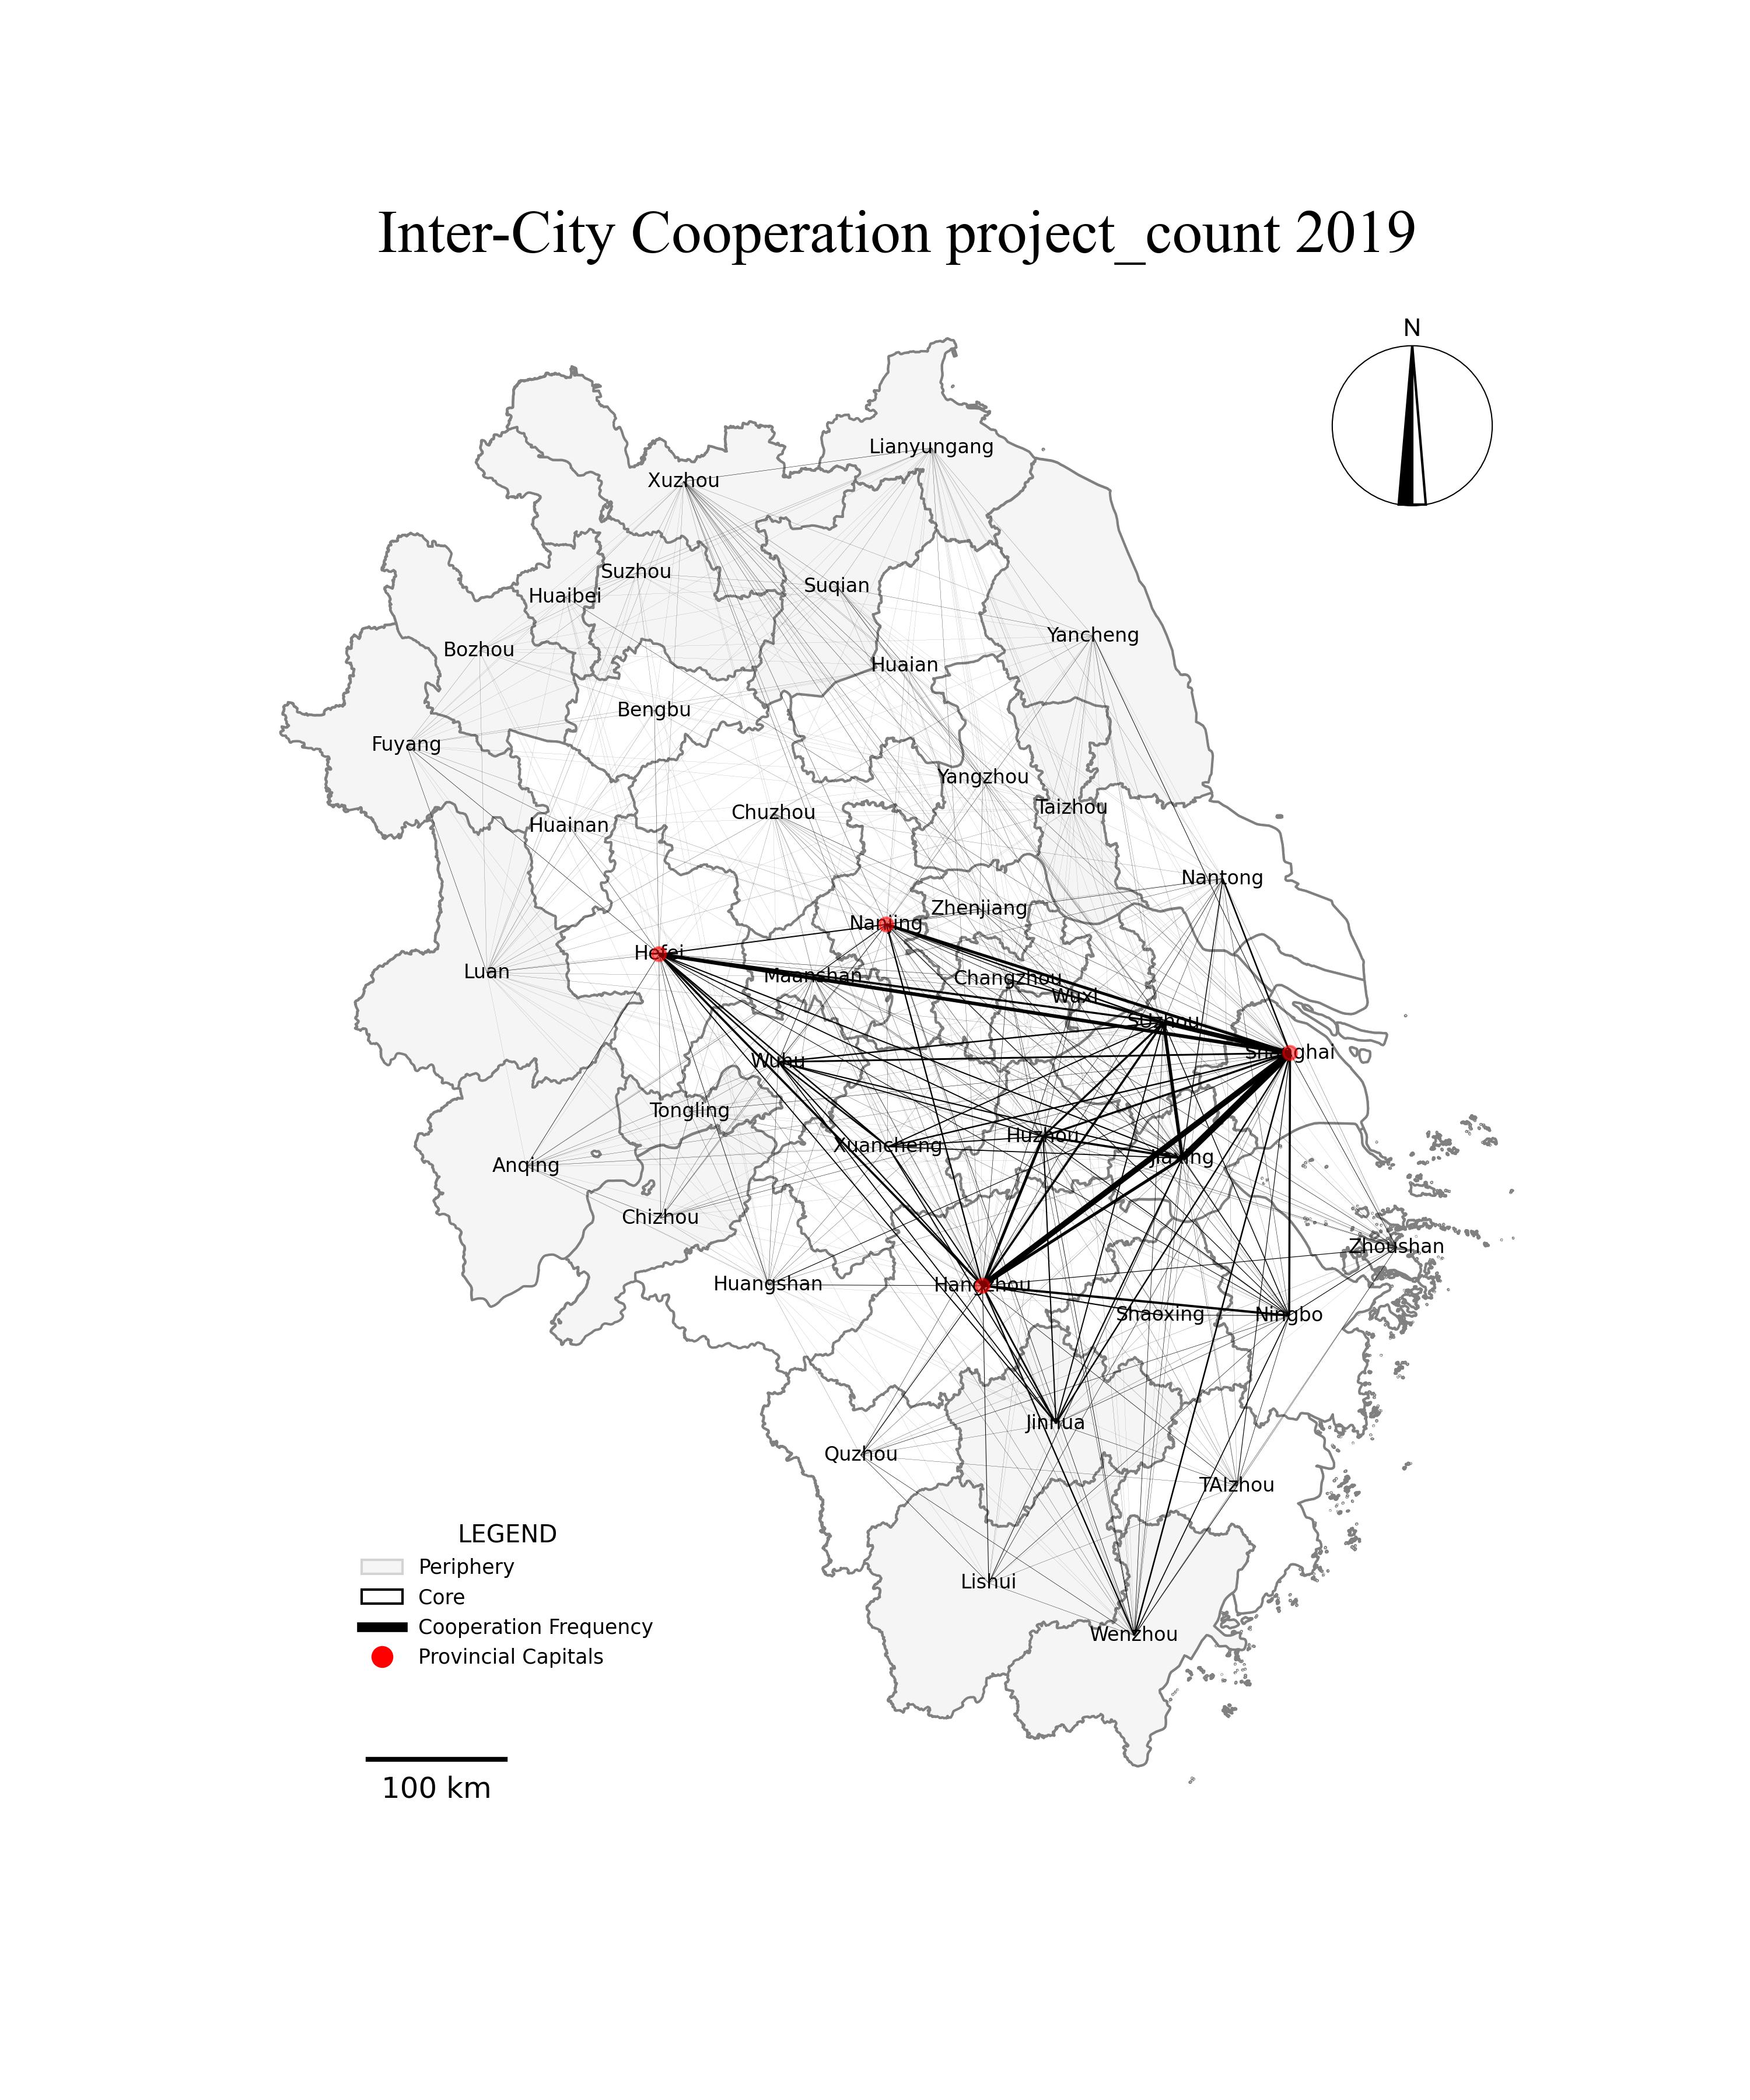 Inter-City Cooperation project_count 2019
N
Lianyungang
Xuzhou
Suzhou
Suqian
Huaibei
Yancheng
Bozhou
Huaian
Bengbu
Fuyang
Yangzhou
Taizhou
Chuzhou
Huainan
Nantong
Zhenjiang
Nanjing
Hefei
Luan
Maanshan
Changzhou
Wuxi
SUzhou
Shanghai
Wuhu
Tongling
Huzhou
Xuancheng
Jiaxing
Anqing
Chizhou
Zhoushan
Huangshan
Hangzhou
Shaoxing
Ningbo
Jinhua
Quzhou
TAIzhou
Lishui
Wenzhou
LEGEND
Periphery
Core
Cooperation Frequency
Provincial Capitals
100 km